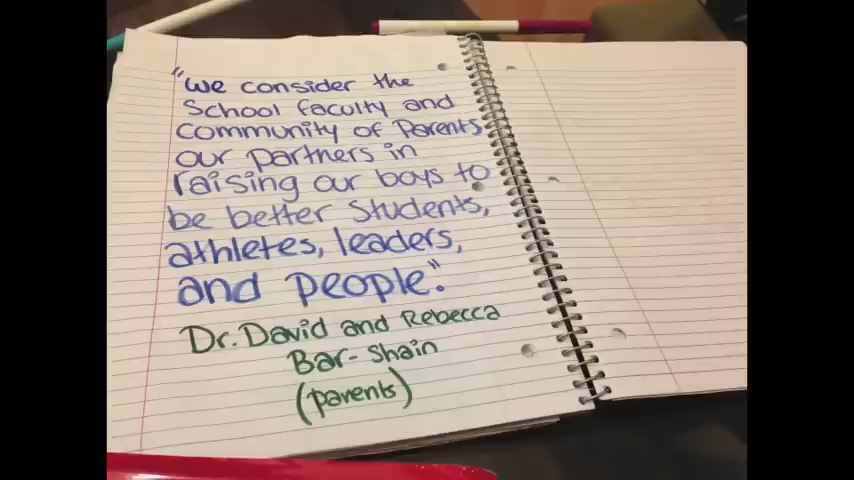 "We consider the
School faculty and
Community of Parents
our partners in
raising our boys to
be better Students,
athletes, leaders,
and people."
Dr. David and Rebecca
Bar-Shain
(parents)